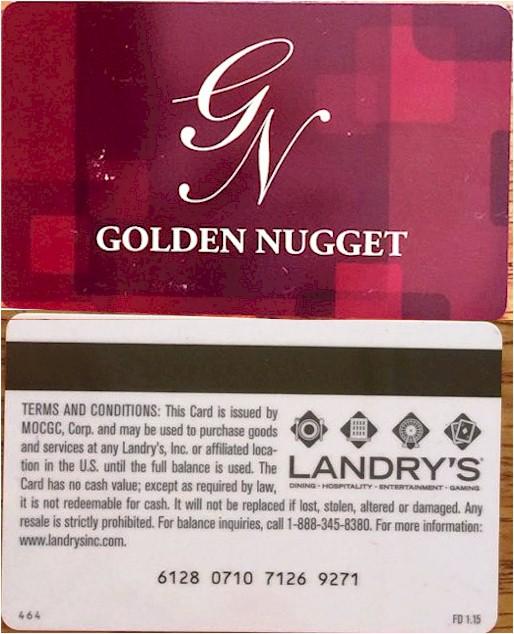 GN
GOLDEN NUGGET
TERMS AND CONDITIONS: This Card is issued by
MOCGC, Corp. and may be used to purchase goods
and services at any Landry's, Inc. or affiliated loca-
tion in the U.S. until the full balance is used. The
Card has no cash value; except as required by law,
it is not redeemable for cash. It will not be replaced if lost, stolen, altered or damaged. Any
resale is strictly prohibited. For balance inquiries, call 1-888-345-8380. For more information:
www.landrysinc.com.
LANDRY'S®
DINING · HOSPITALITY · ENTERTAINMENT · GAMING
6128 0710 7126 9271
464
FD 1.15